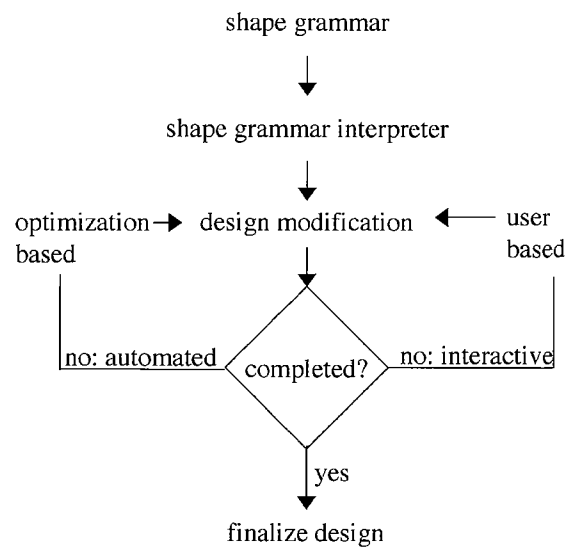 shape grammar
shape grammar interpreter
optimization
based
design modification
user
based
no: automated
completed?
no: interactive
yes
finalize design